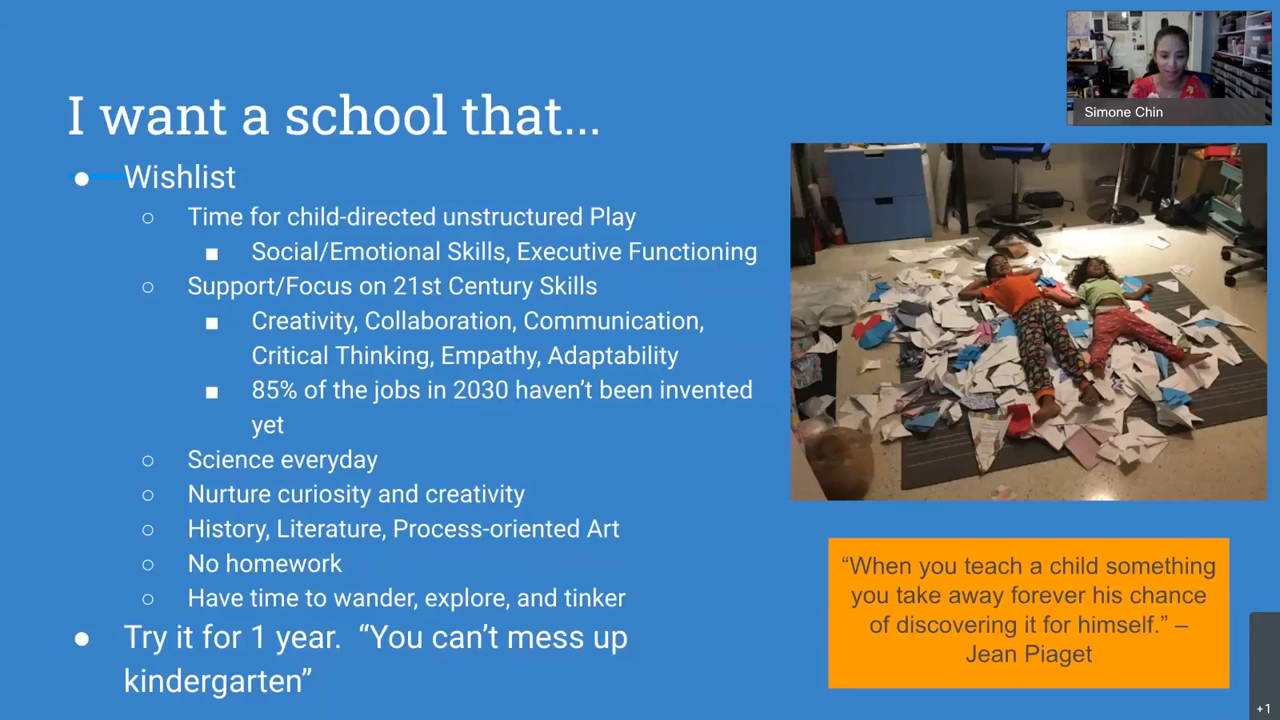 Simone Chin
I want a school that...
● Wishlist
○ Time for child-directed unstructured Play
■ Social/Emotional Skills, Executive Functioning
○ Support/Focus on 21st Century Skills
■ Creativity, Collaboration, Communication,
Critical Thinking, Empathy, Adaptability
■ 85% of the jobs in 2030 haven’t been invented
yet
○ Science everyday
○ Nurture curiosity and creativity
○ History, Literature, Process-oriented Art
○ No homework
○ Have time to wander, explore, and tinker
● Try it for 1 year. “You can’t mess up
kindergarten”
“When you teach a child something
you take away forever his chance
of discovering it for himself.” –
Jean Piaget
+1